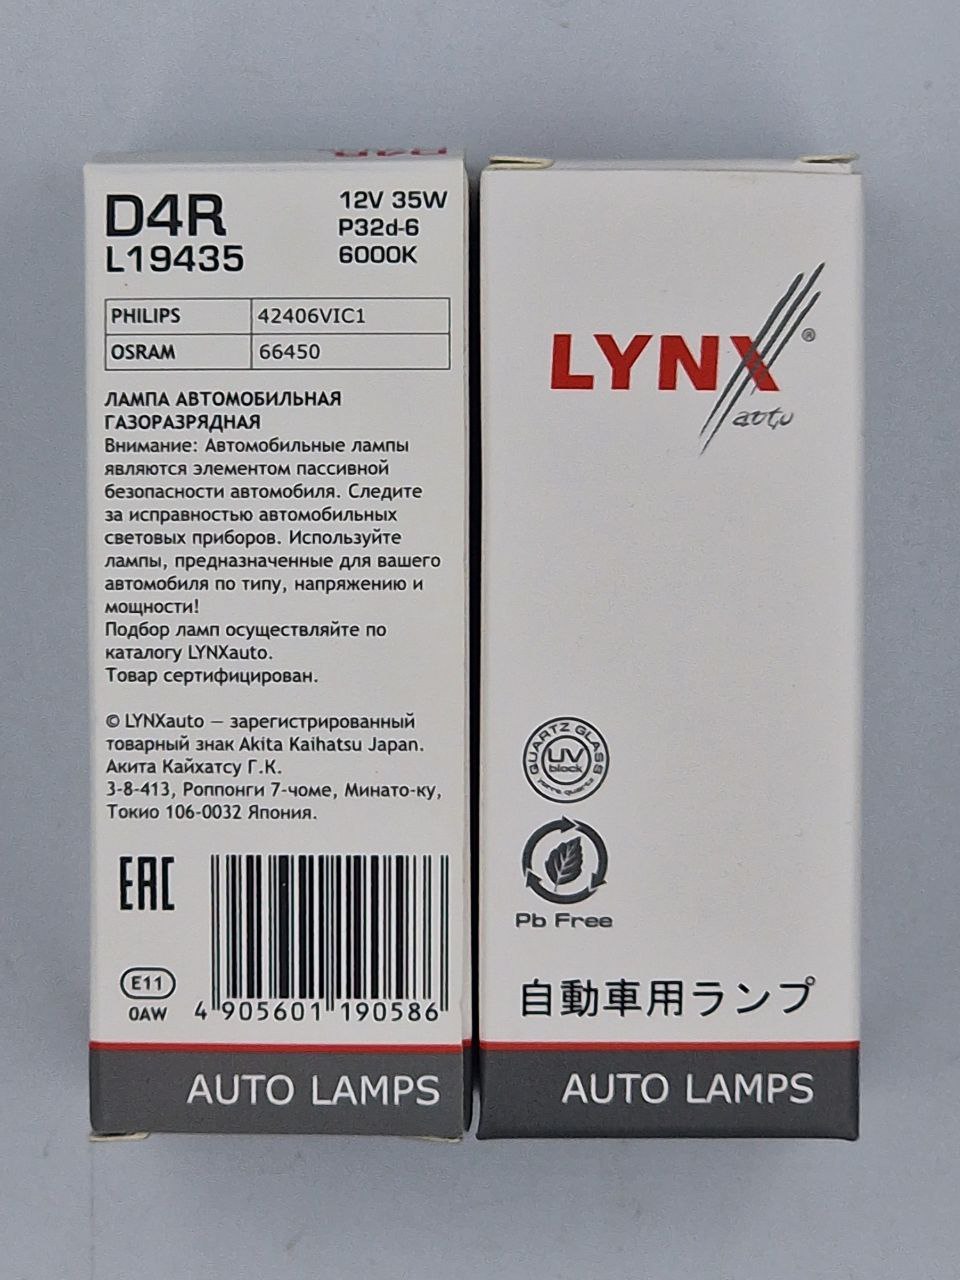 D4R
L19435
12V 35W
P32d-6
6000K
PHILIPS 42406VIC1
OSRAM 66450
ЛАМПА АВТОМОБИЛЬНАЯ
ГАЗОРАЗРЯДНАЯ
Внимание: Автомобильные лампы
являются элементом пассивной
безопасности автомобиля. Следите
за исправностью автомобильных
световых приборов. Используйте
лампы, предназначенные для вашего
автомобиля по типу, напряжению и
мощности!
Подбор ламп осуществляйте по
каталогу LYNXauto.
Товар сертифицирован.
© LYNXauto — зарегистрированный
товарный знак Akita Kaihatsu Japan.
Акита Кайхатсу Г.К.
3-8-413, Роппонги 7-чоме, Минато-ку,
Токио 106-0032 Япония.
EAC
E11
0AW
4 905601 190586
AUTO LAMPS
LYNX®
auto
QUARTZ GLASS
UV
block
Pb Free
自動車用ランプ
AUTO LAMPS